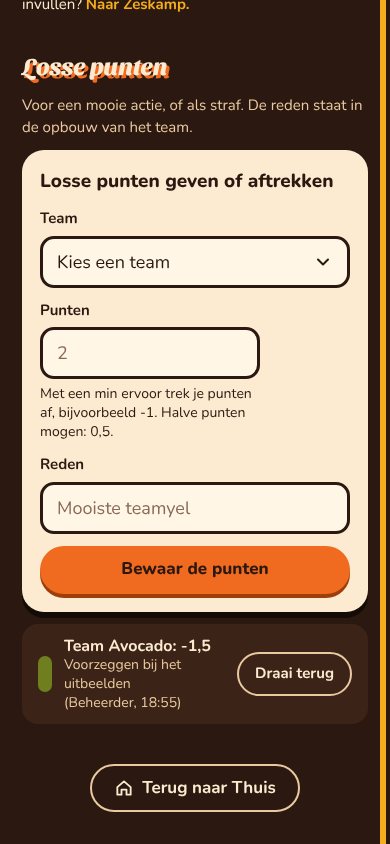 invullen? Naar Zeskamp.
Losse punten
Voor een mooie actie, of als straf. De reden staat in
de opbouw van het team.
Losse punten geven of aftrekken
Team
Kies een team
Punten
2
Met een min ervoor trek je punten
af, bijvoorbeeld -1. Halve punten
mogen: 0,5.
Reden
Mooiste teamyel
Bewaar de punten
Team Avocado: -1,5
Voorzeggen bij het
uitbeelden
(Beheerder, 18:55)
Draai terug
Terug naar Thuis